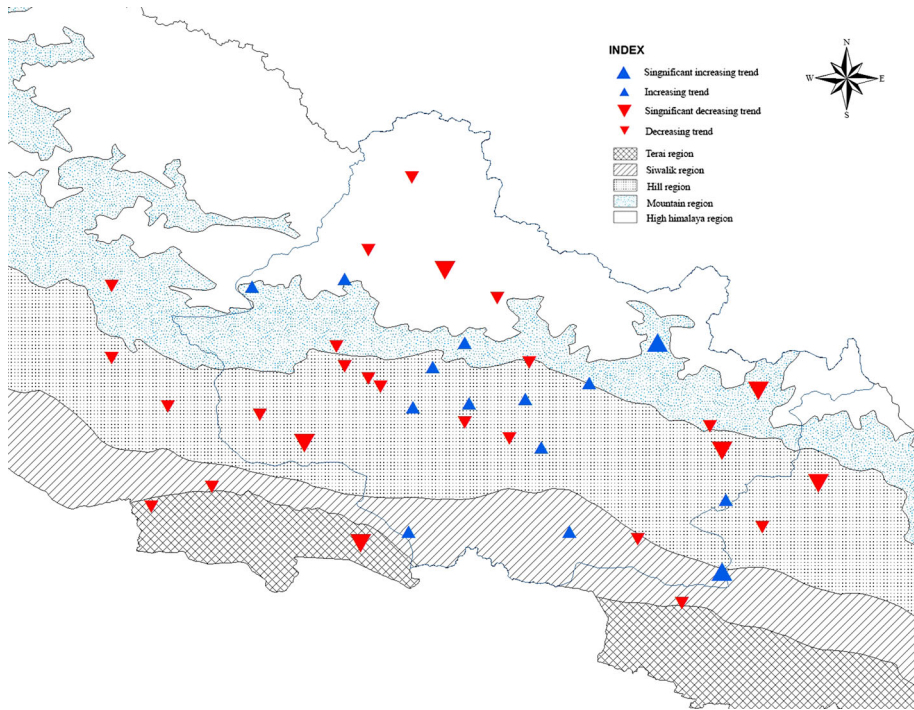 INDEX
Singnificant increasing trend
Increasing trend
Singnificant decreasing trend
Decreasing trend
Terai region
Siwalik region
Hill region
Mountain region
High himalaya region
N
W E
S